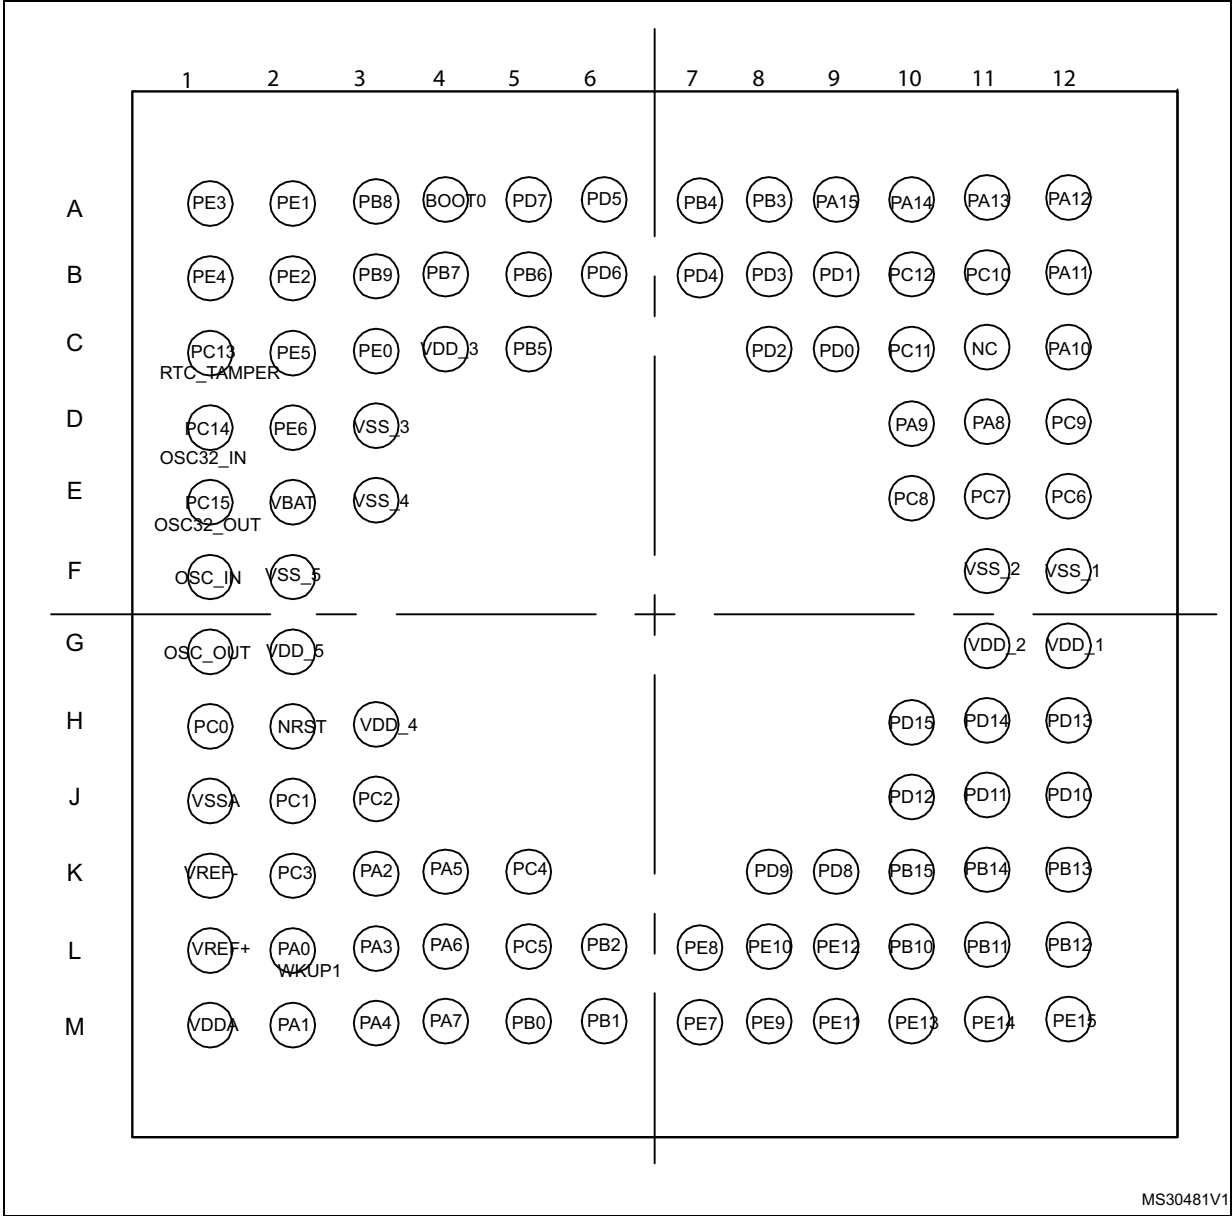 1 2 3 4 5 6 7 8 9 10 11 12
A PE3 PE1 PB8 BOOT0 PD7 PD5 PB4 PB3 PA15 PA14 PA13 PA12
B PE4 PE2 PB9 PB7 PB6 PD6 PD4 PD3 PD1 PC12 PC10 PA11
C PC13 PE5 PE0 VDD_3 PB5 PD2 PD0 PC11 NC PA10
RTC_TAMPER
D PC14 PE6 VSS_3 PA9 PA8 PC9
OSC32_IN
E PC15 VBAT VSS_4 PC8 PC7 PC6
OSC32_OUT
F OSC_IN VSS_5 VSS_2 VSS_1
G OSC_OUT VDD_5 VDD_2 VDD_1
H PC0 NRST VDD_4 PD15 PD14 PD13
J VSSA PC1 PC2 PD12 PD11 PD10
K VREF- PC3 PA2 PA5 PC4 PD9 PD8 PB15 PB14 PB13
L VREF+ PA0 PA3 PA6 PC5 PB2 PE8 PE10 PE12 PB10 PB11 PB12
WKUP1
M VDDA PA1 PA4 PA7 PB0 PB1 PE7 PE9 PE11 PE13 PE14 PE15
MS30481V1